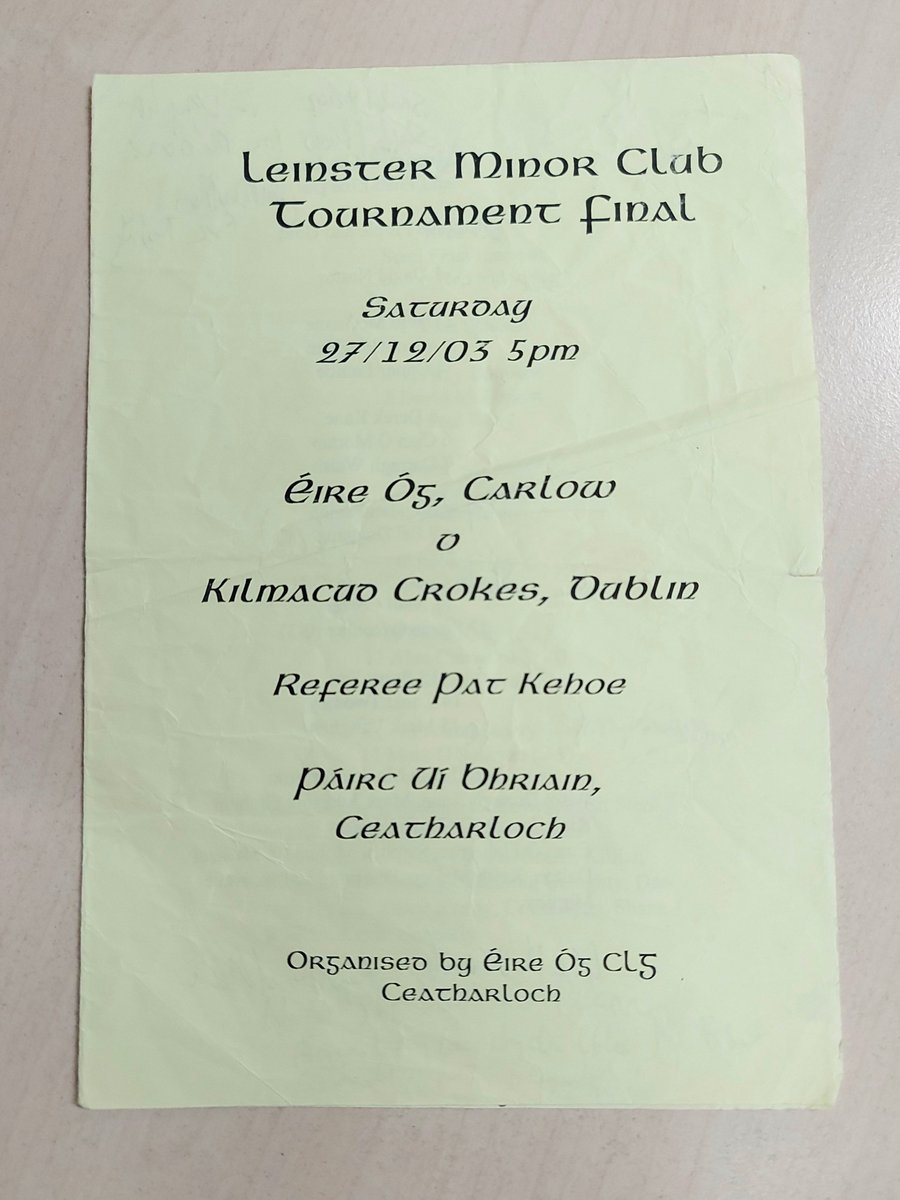 Leinster Minor Club
Tournament Final
Saturday
27/12/03 5pm
Éire Óg, Carlow
v
Kilmacud Crokes, Dublin
Referee Pat Kehoe
Páirc Uí Bhriain,
Ceatharloch
Organised by Éire Óg CLG
Ceatharloch